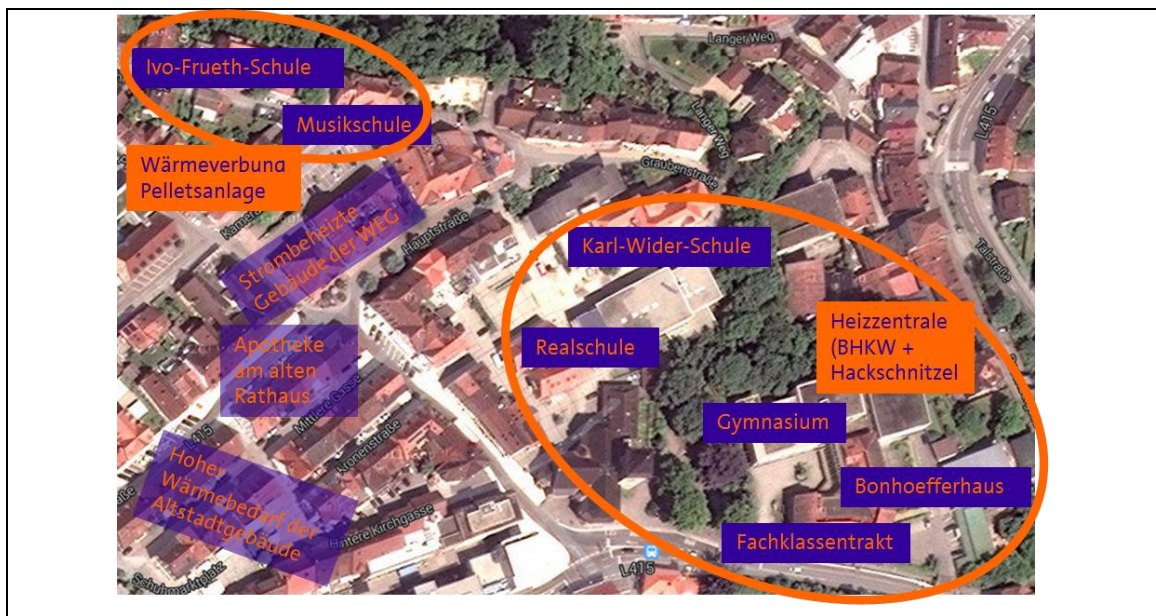 Langer Weg
L415
Ivo-Frueth-Schule
Musikschule
Langer Weg
Wärmeverbund
Pelletsanlage
Graubenstraße
Strombeheizte
Gebäude der WEG
Hauptstraße
Karl-Wider-Schule
Talstraße
Apotheke
am alten
Rathaus
Realschule
Heizzentrale
(BHKW +
Hackschnitzel
Mittlere Gasse
L415
Kronenstraße
Gymnasium
Hoher
Wärmebedarf der
Altstadtgebäude
Bonhoefferhaus
Hintere Kirchgasse
Fachklassentrakt
L415
Schuhmarktplatz